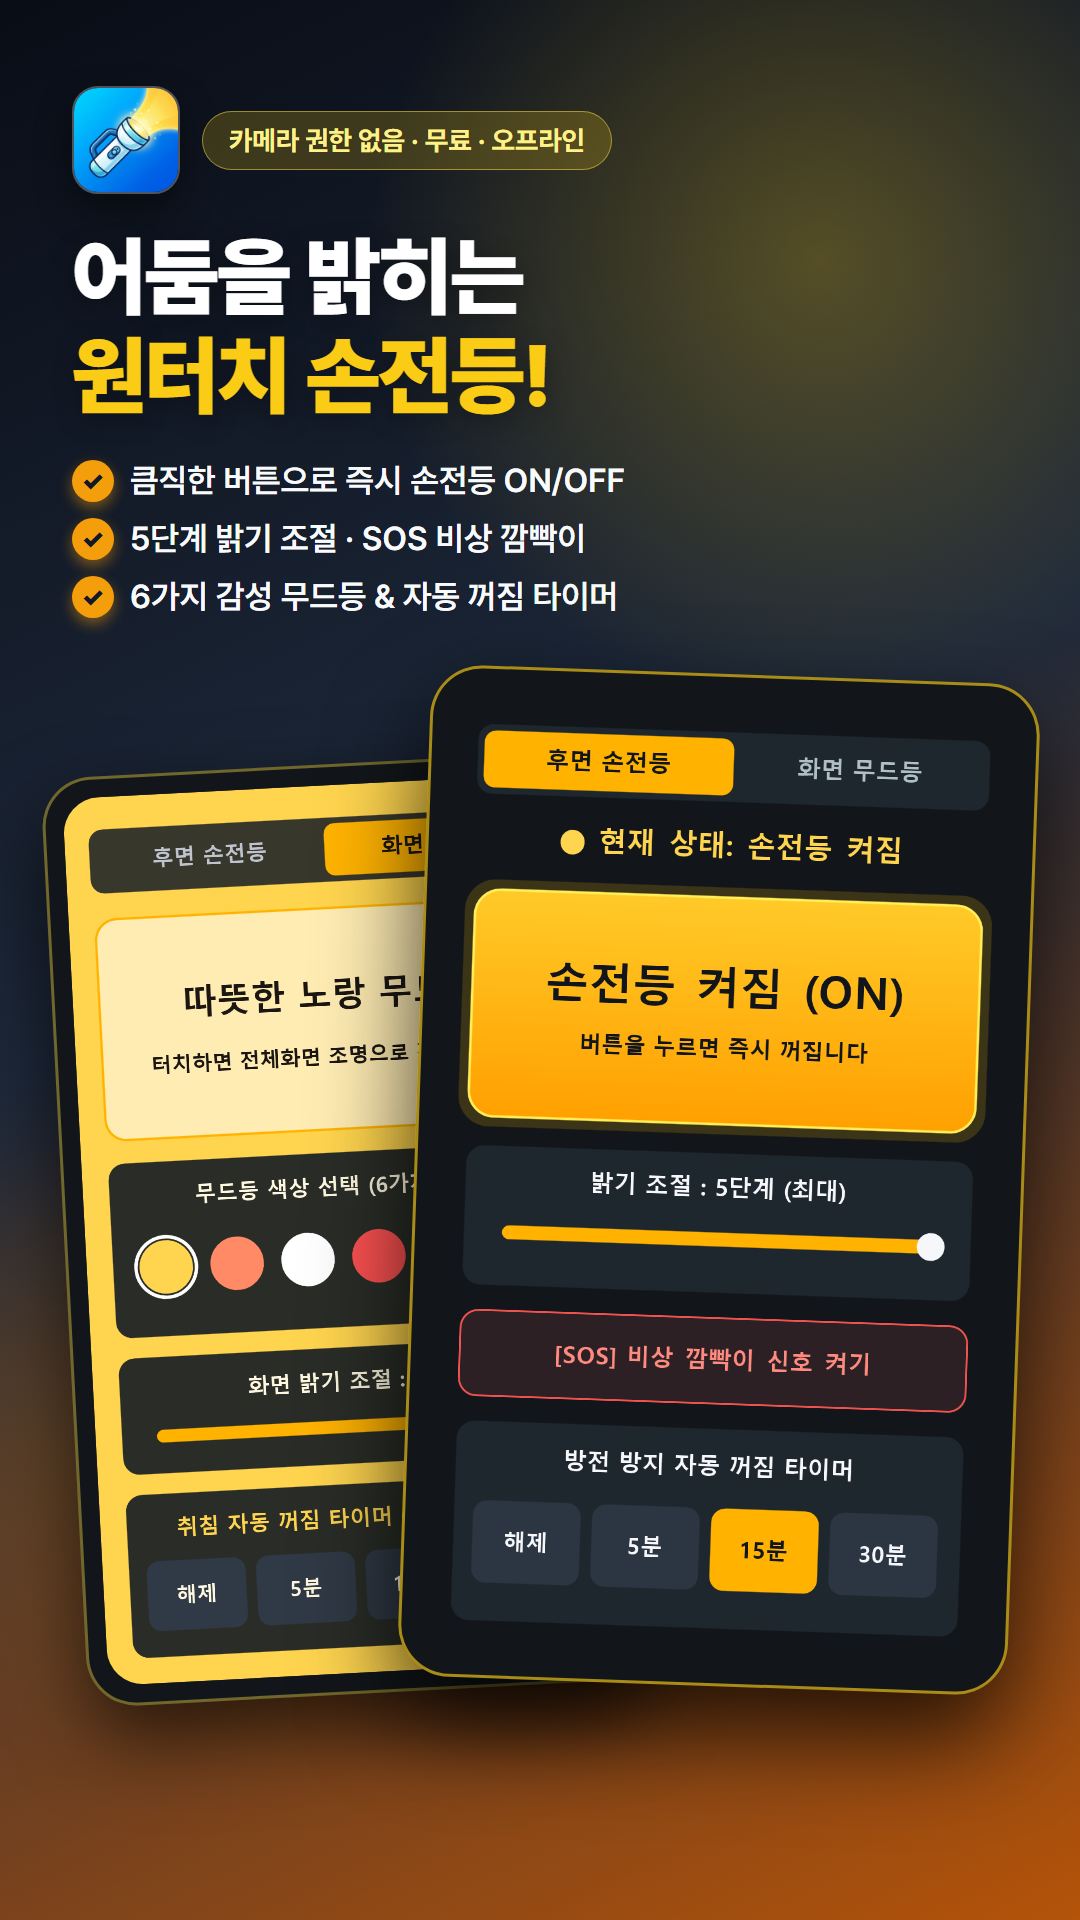 카메라 권한 없음 · 무료 · 오프라인
어둠을 밝히는
원터치 손전등!
큼직한 버튼으로 즉시 손전등 ON/OFF
5단계 밝기 조절 · SOS 비상 깜빡이
6가지 감성 무드등 & 자동 꺼짐 타이머
후면 손전등
화면 무드등
현재 상태: 손전등 켜짐
손전등 켜짐 (ON)
버튼을 누르면 즉시 꺼집니다
밝기 조절 : 5단계 (최대)
[SOS] 비상 깜빡이 신호 켜기
방전 방지 자동 꺼짐 타이머
해제 5분 15분 30분
후면 손전등
화면
따뜻한 노랑
터치하면 전체화면 조명으로
무드등 색상 선택
화면 밝기 조절 :
취침 자동 꺼짐 타이머
해제 5분